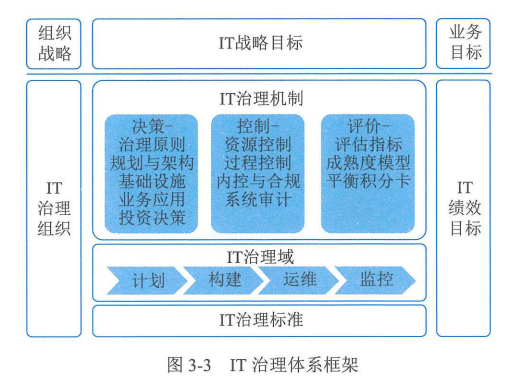 组织
战略
IT战略目标
业务
目标
IT
治理
组织
IT治理机制
决策-
治理原则
规划与架构
基础设施
业务应用
投资决策
控制-
资源控制
过程控制
内控与合规
系统审计
评价-
评估指标
成熟度模型
平衡积分卡
IT
绩效
目标
IT治理域
计划
构建
运维
监控
IT治理标准
图 3-3 IT 治理体系框架